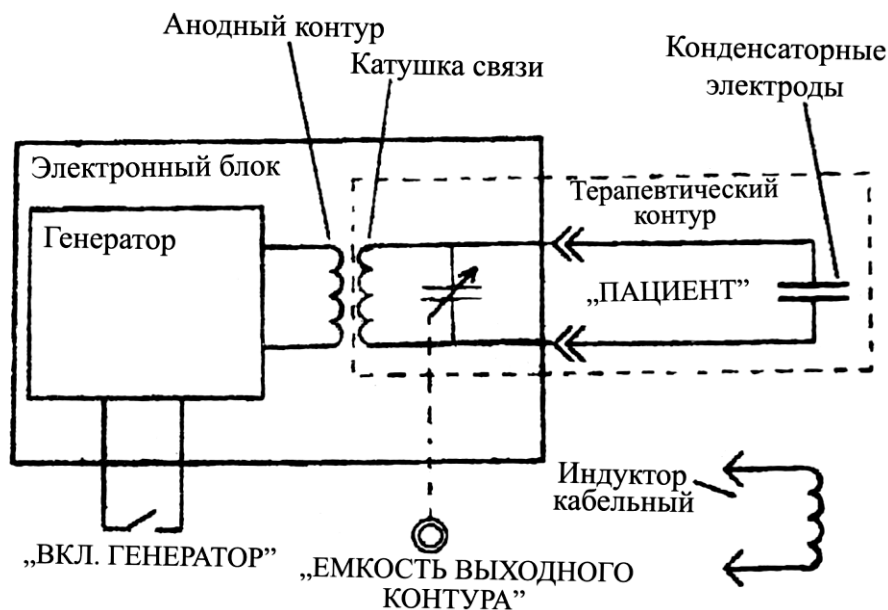 Анодный контур
Катушка связи
Конденсаторные
электроды
Электронный блок
Генератор
Терапевтический
контур
„ПАЦИЕНТ”
Индуктор
кабельный
„ВКЛ. ГЕНЕРАТОР”
„ЕМКОСТЬ ВЫХОДНОГО
КОНТУРА”